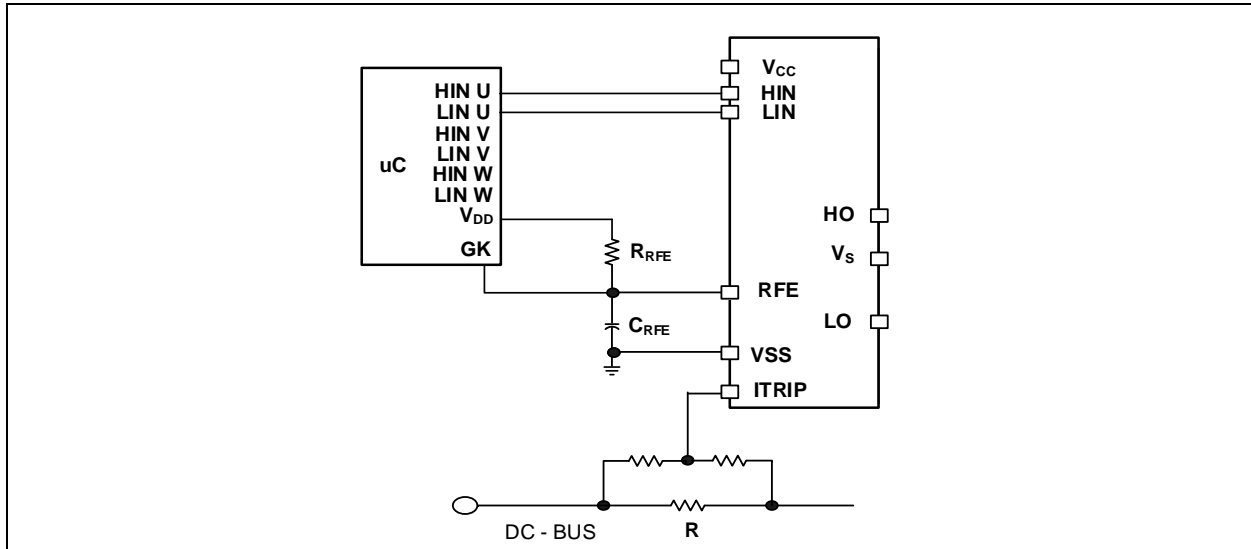 HIN U
LIN U
HIN V
LIN V
HIN W
LIN W
VDD
GK
uC
RRFE
CRFE
VCC
HIN
LIN
HO
VS
RFE
LO
VSS
ITRIP
DC - BUS
R